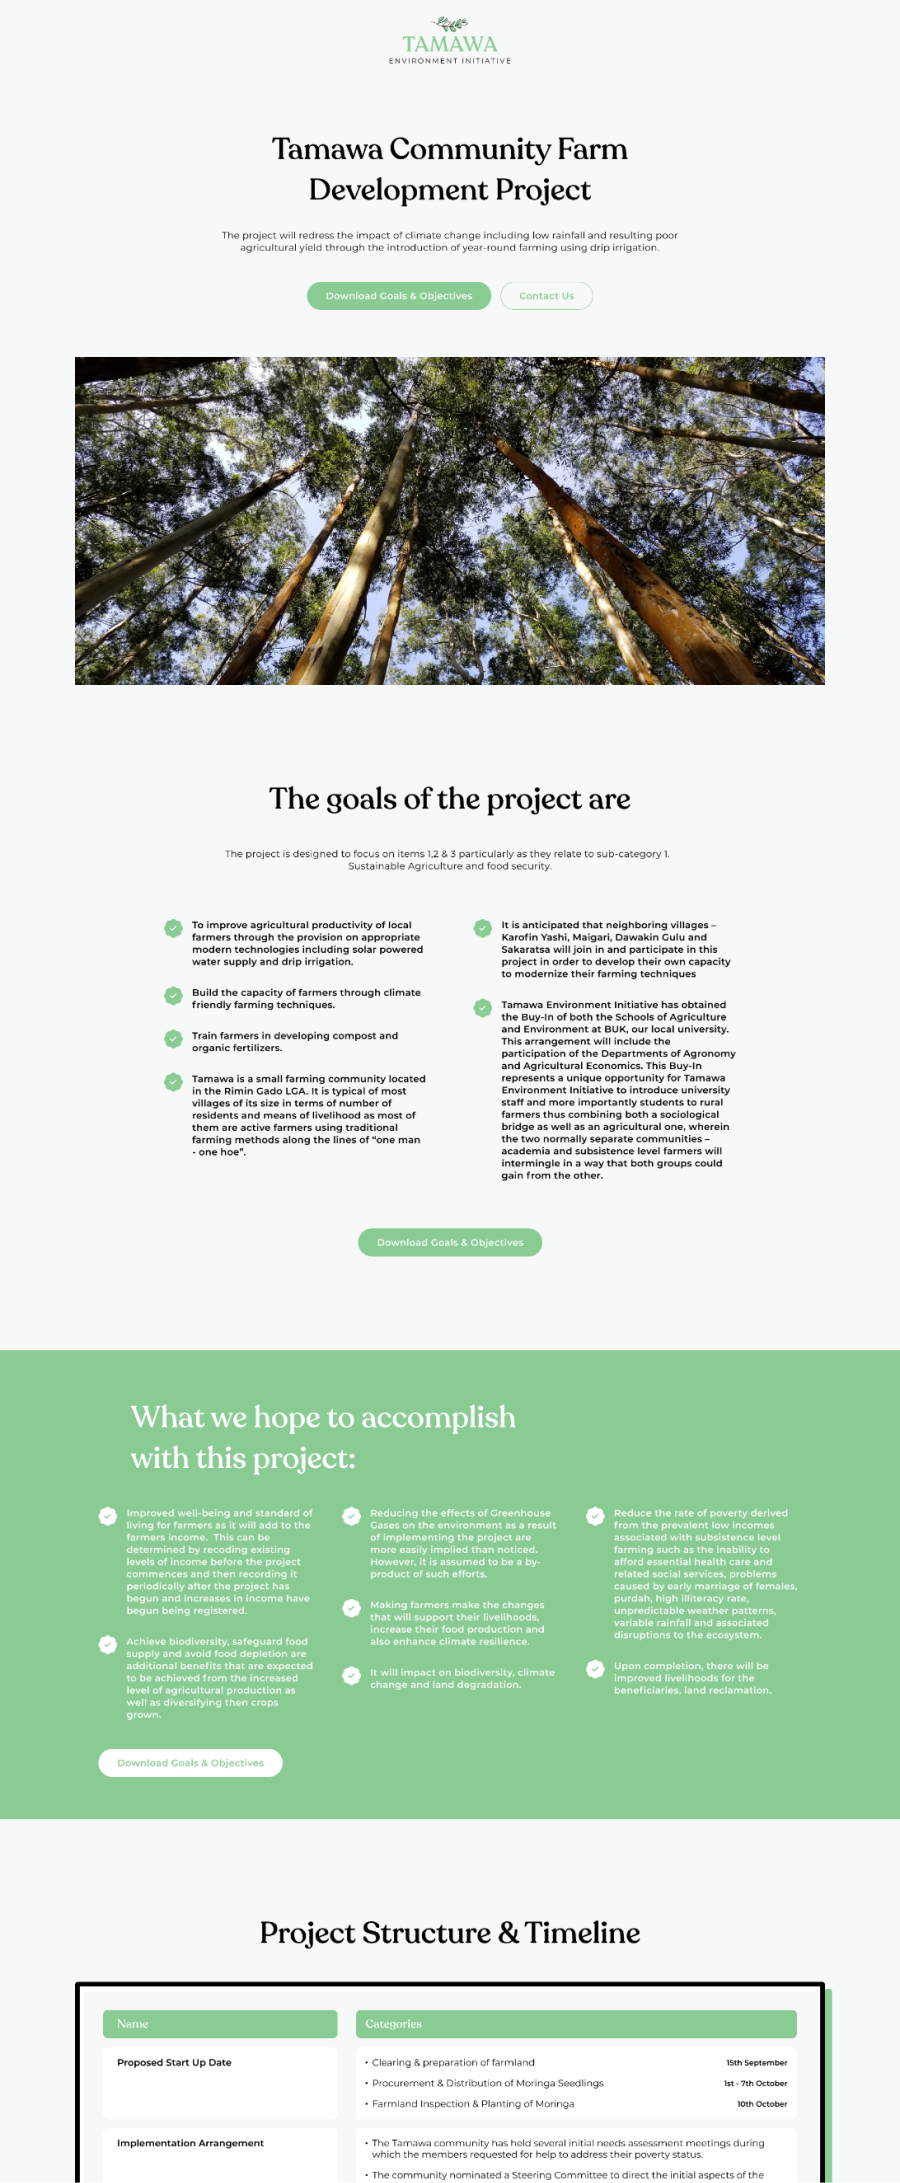 TAMAWA
ENVIRONMENT INITIATIVE
Tamawa Community Farm
Development Project
The project will redress the impact of climate change including low rainfall and resulting poor
agricultural yield through the introduction of year-round farming using drip irrigation.
Download Goals & Objectives
Contact Us
The goals of the project are
The project is designed to focus on items 1,2 & 3 particularly as they relate to sub-category 1.
Sustainable Agriculture and food security.
To improve agricultural productivity of local
farmers through the provision on appropriate
modern technologies including solar powered
water supply and drip irrigation.
Build the capacity of farmers through climate
friendly farming techniques.
Train farmers in developing compost and
organic fertilizers.
Tamawa is a small farming community located
in the Rimin Gado LGA. It is typical of most
villages of its size in terms of number of
residents and means of livelihood as most of
them are active farmers using traditional
farming methods along the lines of “one man
- one hoe”.
It is anticipated that neighboring villages –
Karofin Yashi, Maigari, Dawakin Gulu and
Sakaratsa will join in and participate in this
project in order to develop their own capacity
to modernize their farming techniques
Tamawa Environment Initiative has obtained
the Buy-In of both the Schools of Agriculture
and Environment at BUK, our local university.
This arrangement will include the
participation of the Departments of Agronomy
and Agricultural Economics. This Buy-In
represents a unique opportunity for Tamawa
Environment Initiative to introduce university
staff and more importantly students to rural
farmers thus combining both a sociological
bridge as well as an agricultural one, wherein
the two normally separate communities –
academia and subsistence level farmers will
intermingle in a way that both groups could
gain from the other.
Download Goals & Objectives
What we hope to accomplish
with this project:
Improved well-being and standard of
living for farmers as it will add to the
farmers income. This can be
determined by recoding existing
levels of income before the project
commences and then recording it
periodically after the project has
begun and increases in income have
begun being registered.
Achieve biodiversity, safeguard food
supply and avoid food depletion are
additional benefits that are expected
to be achieved from the increased
level of agricultural production as
well as diversifying then crops
grown.
Reducing the effects of Greenhouse
Gases on the environment as a result
of implementing the project are
more easily implied than noticed.
However, it is assumed to be a by-
product of such efforts.
Making farmers make the changes
that will support their livelihoods,
increase their food production and
also enhance climate resilience.
It will impact on biodiversity, climate
change and land degradation.
Reduce the rate of poverty derived
from the prevalent low incomes
associated with subsistence level
farming such as the inability to
afford essential health care and
related social services, problems
caused by early marriage of females,
purdah, high illiteracy rate,
unpredictable weather patterns,
variable rainfall and associated
disruptions to the ecosystem.
Upon completion, there will be
improved livelihoods for the
beneficiaries, land reclamation.
Download Goals & Objectives
Project Structure & Timeline
Name
Categories
Proposed Start Up Date
• Clearing & preparation of farmland 15th September
• Procurement & Distribution of Moringa Seedlings 1st - 7th October
• Farmland Inspection & Planting of Moringa 10th October
Implementation Arrangement
• The Tamawa community has held several initial needs assessment meetings during
which the members requested for help to address their poverty status.
• The community nominated a Steering Committee to direct the initial aspects of the